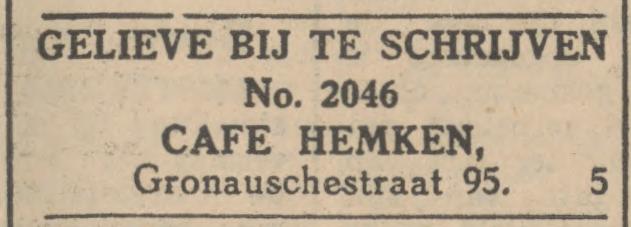 GELIEVE BIJ TE SCHRIJVEN
No. 2046
CAFE HEMKEN,
Gronauschestraat 95. 5